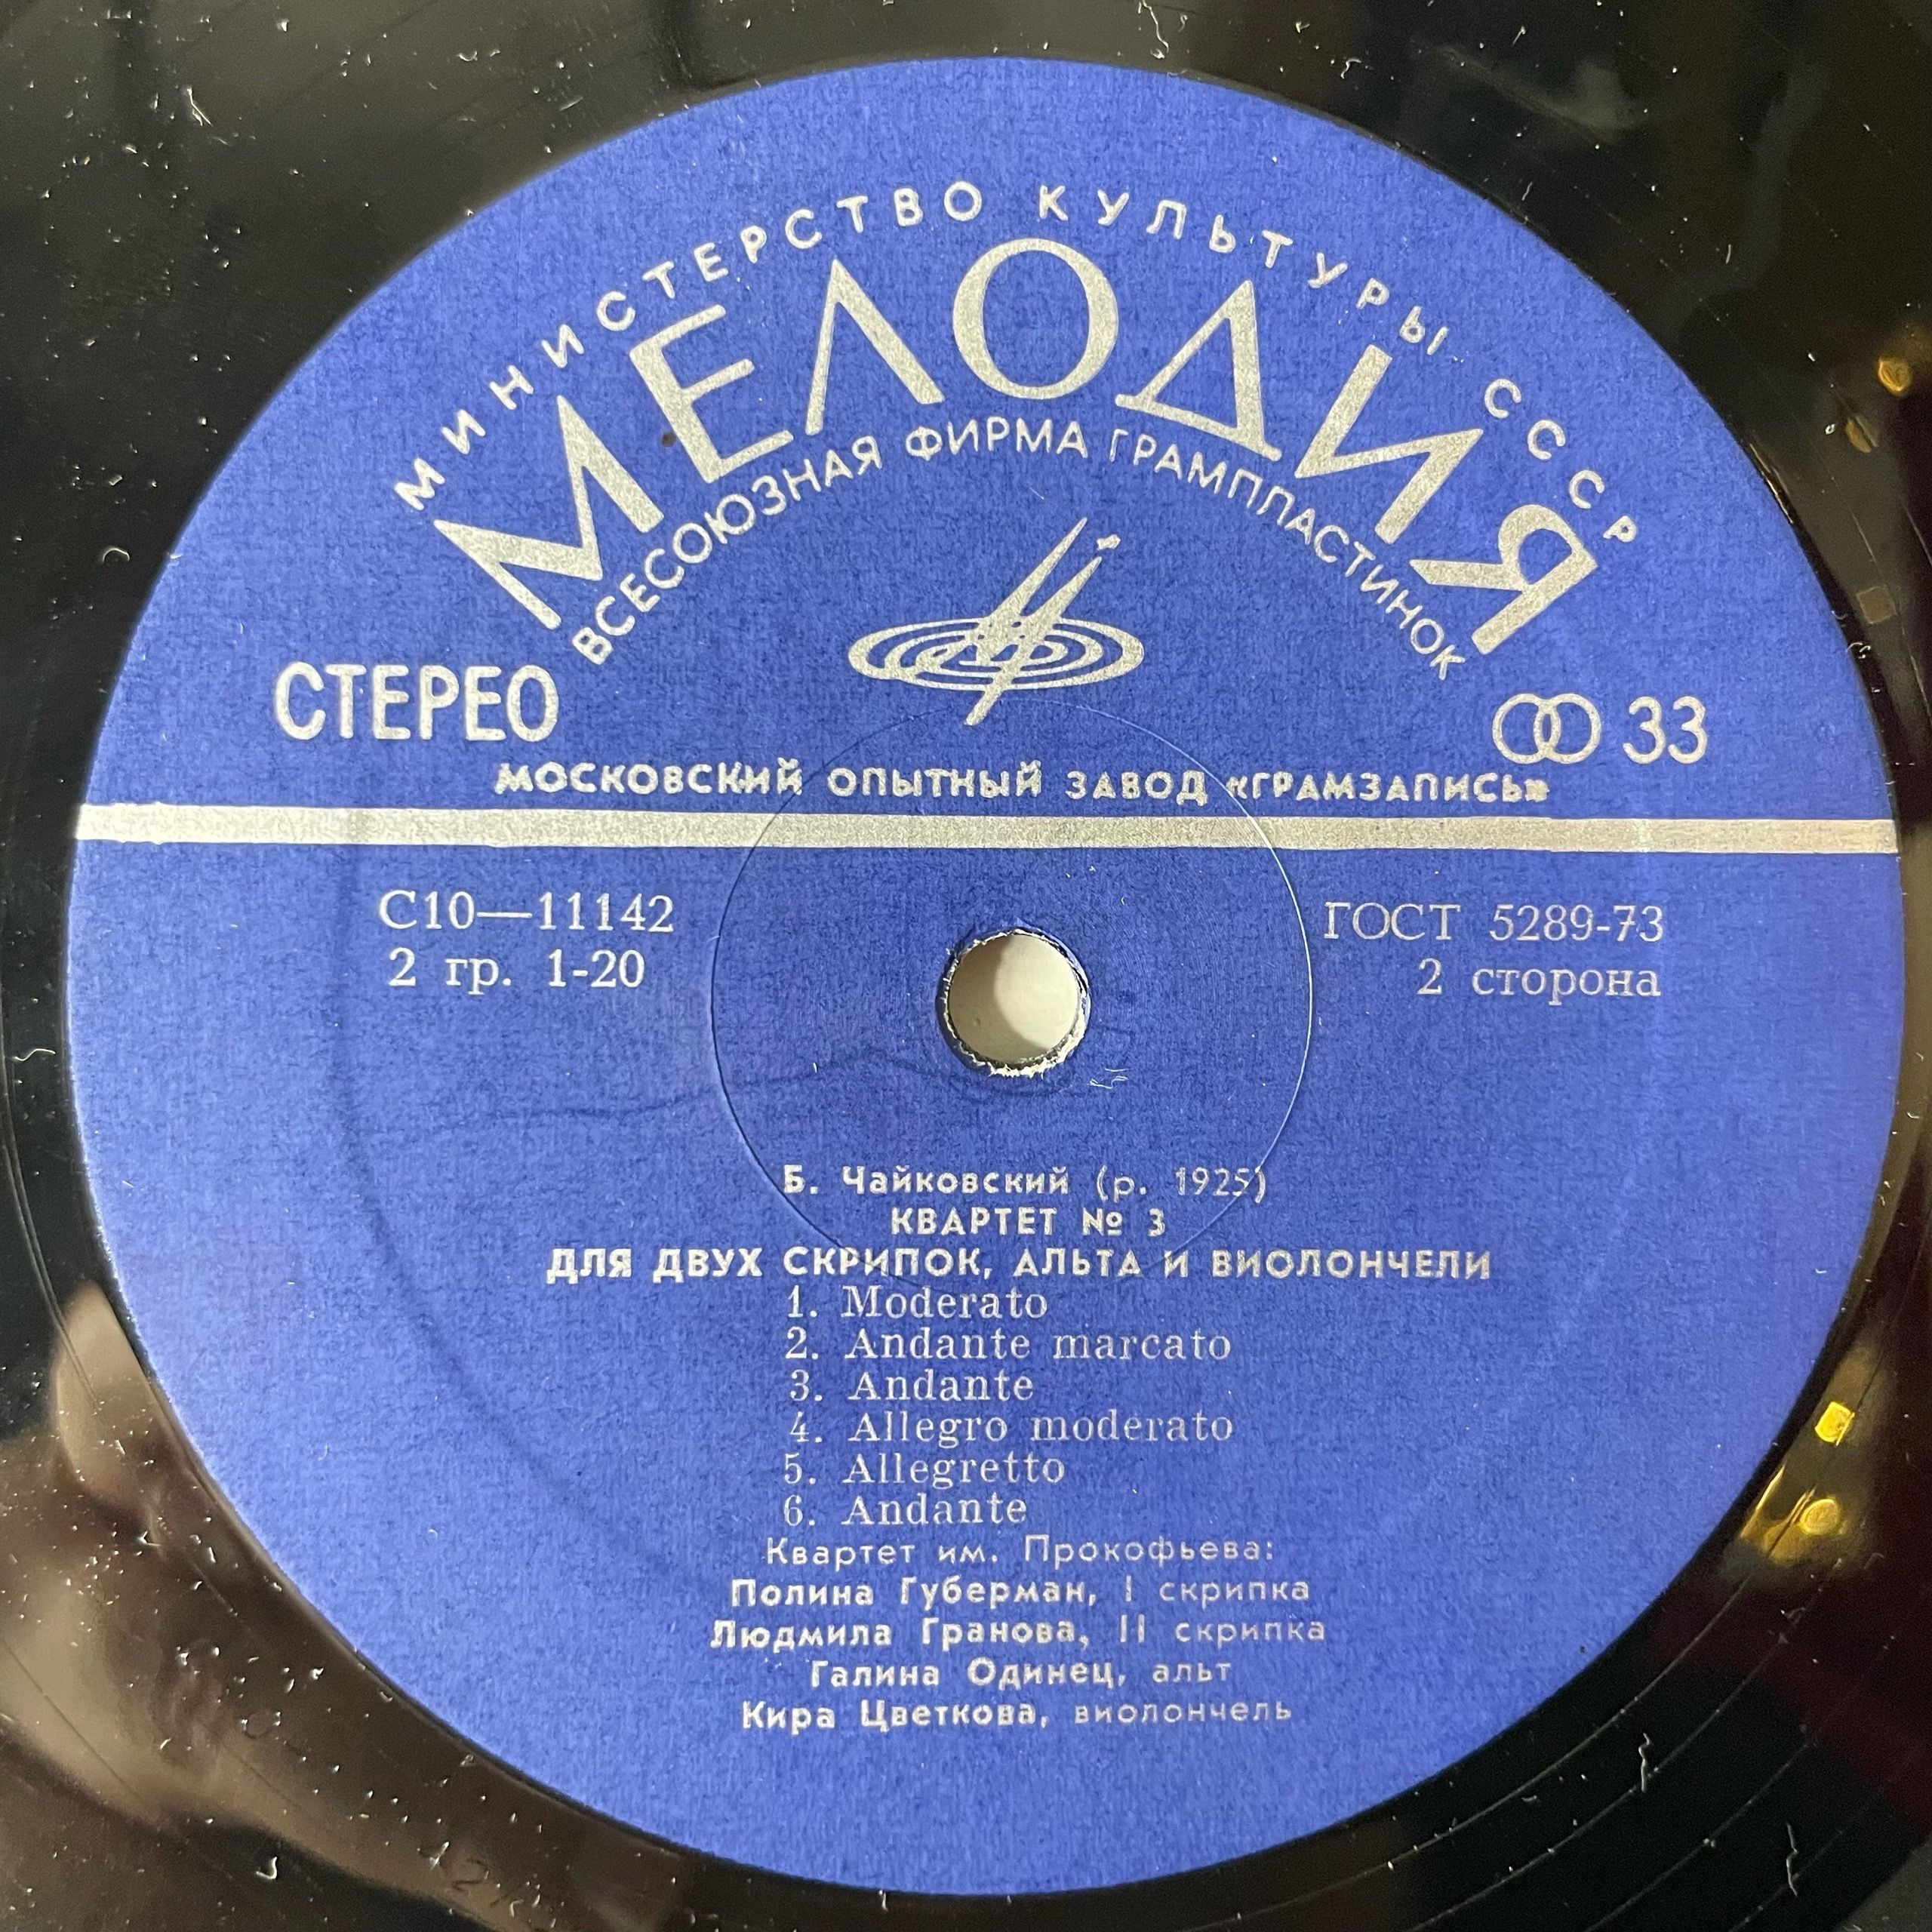 МИНИСТЕРСТВО КУЛЬТУРЫ СССР
МЕЛОДИЯ
ВСЕСОЮЗНАЯ ФИРМА ГРАМПЛАСТИНОК
СТЕРЕО
33
МОСКОВСКИЙ ОПЫТНЫЙ ЗАВОД «ГРАМЗАПИСЬ»
С10—11142
ГОСТ 5289-73
2 гр. 1-20
2 сторона
Б. Чайковский (р. 1925)
КВАРТЕТ № 3
ДЛЯ ДВУХ СКРИПОК, АЛЬТА И ВИОЛОНЧЕЛИ
1. Moderato
2. Andante marcato
3. Andante
4. Allegro moderato
5. Allegretto
6. Andante
Квартет им. Прокофьева:
Полина Губерман, I скрипка
Людмила Гранова, II скрипка
Галина Одинец, альт
Кира Цветкова, виолончель